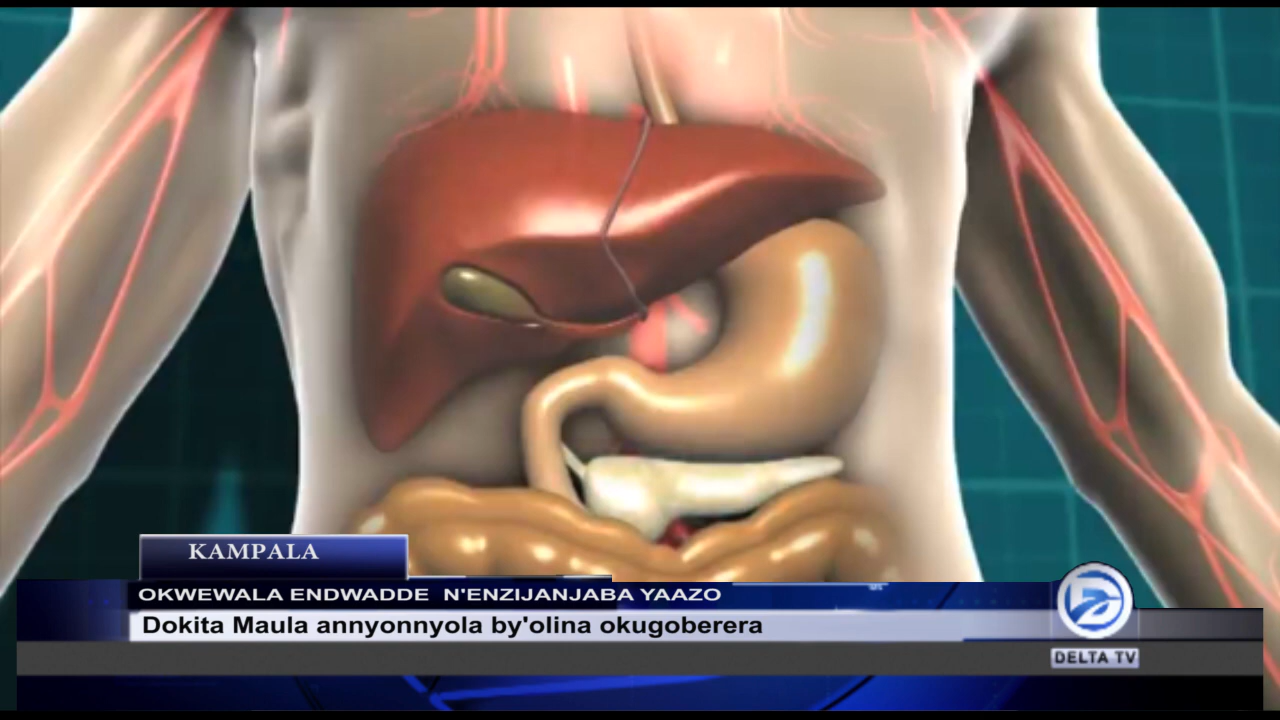 KAMPALA
OKWEWALA ENDWADDE N'ENZIJANJABA YAAZO
Dokita Maula annyonnyola by'olina okugoberera
DELTA TV